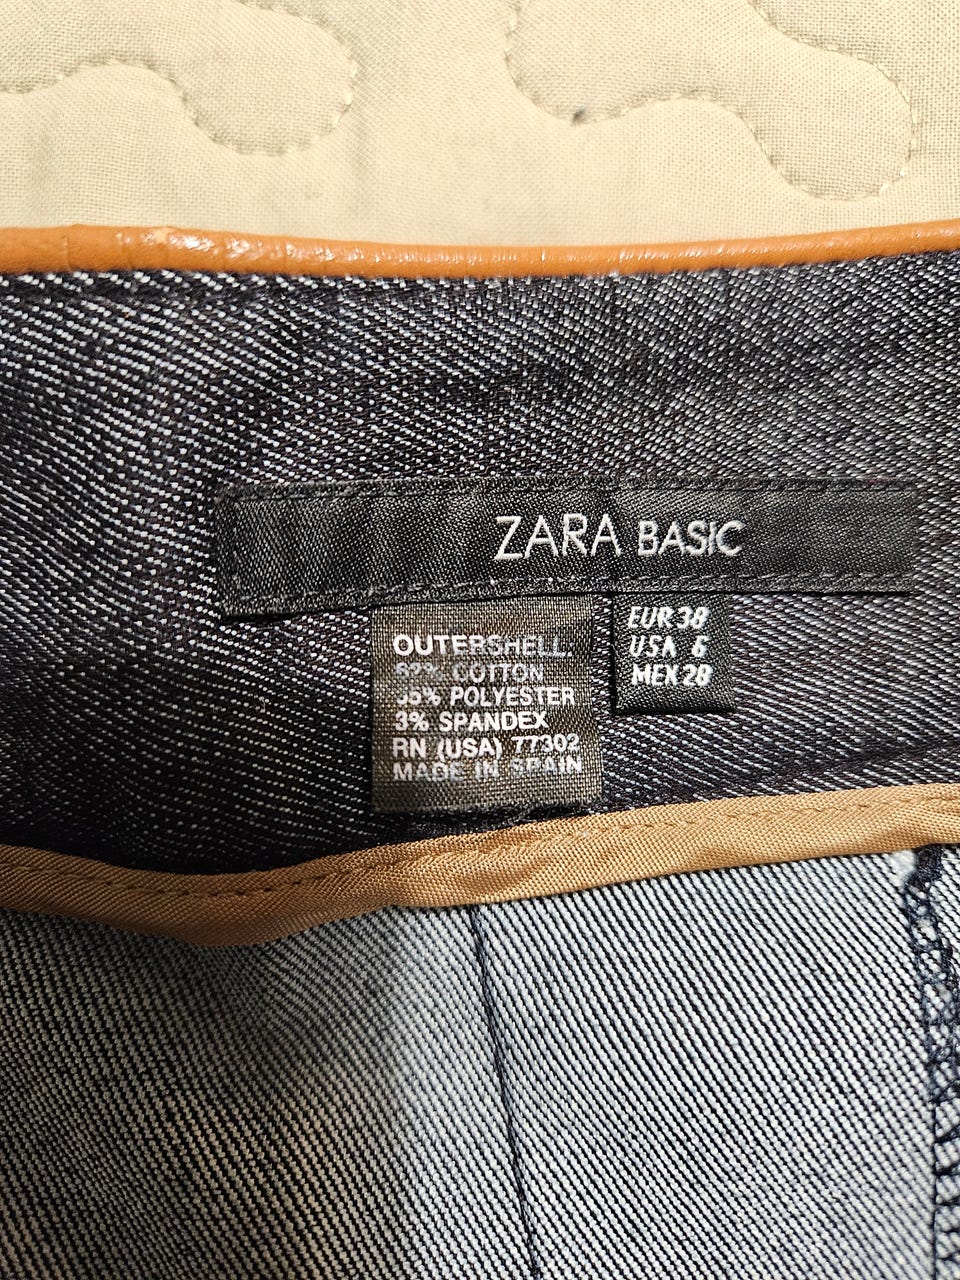 ZARA BASIC
OUTERSHELL
COTTON
POLYESTER
3% SPANDEX
RN (USA) 77302
MADE IN SPAIN
EUR 38
USA 6
MEX 28